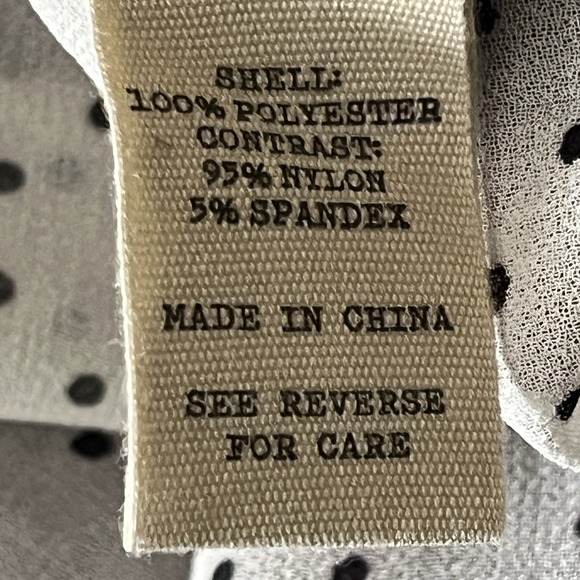 SHELL:
100% POLYESTER
CONTRAST:
95% NYLON
5% SPANDEX
MADE IN CHINA
SEE REVERSE
FOR CARE